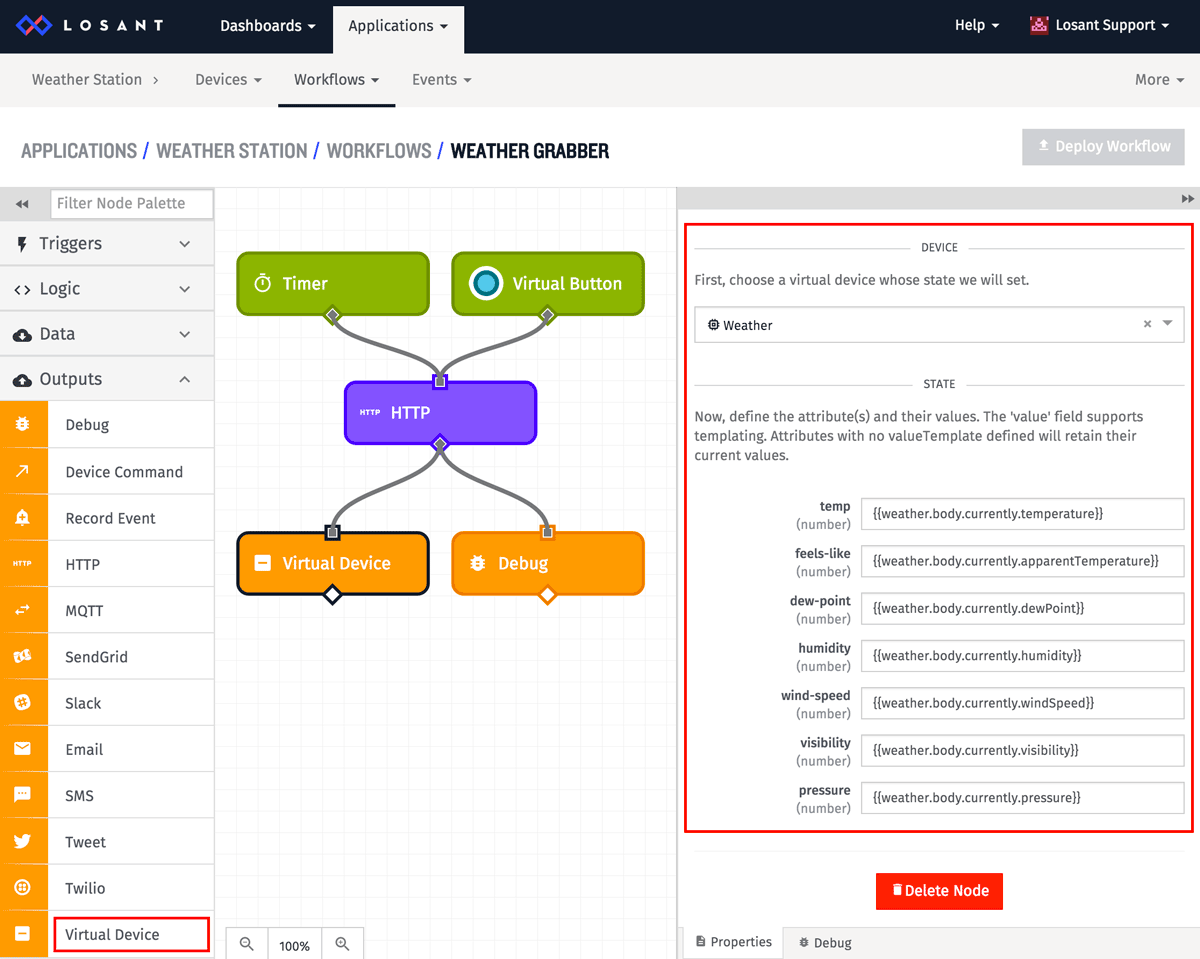 LOSANT
Dashboards
Applications
Help
Losant Support
Weather Station
Devices
Workflows
Events
More
APPLICATIONS / WEATHER STATION / WORKFLOWS / WEATHER GRABBER
Deploy Workflow
Filter Node Palette
Triggers
Logic
Data
Outputs
Debug
Device Command
Record Event
HTTP HTTP
MQTT
SendGrid
Slack
Email
SMS
Tweet
Twilio
Virtual Device
Timer
Virtual Button
HTTP HTTP
Virtual Device
Debug
100%
DEVICE
First, choose a virtual device whose state we will set.
Weather
STATE
Now, define the attribute(s) and their values. The 'value' field supports
templating. Attributes with no valueTemplate defined will retain their
current values.
temp
(number)
{{weather.body.currently.temperature}}
feels-like
(number)
{{weather.body.currently.apparentTemperature}}
dew-point
(number)
{{weather.body.currently.dewPoint}}
humidity
(number)
{{weather.body.currently.humidity}}
wind-speed
(number)
{{weather.body.currently.windSpeed}}
visibility
(number)
{{weather.body.currently.visibility}}
pressure
(number)
{{weather.body.currently.pressure}}
Delete Node
Properties
Debug